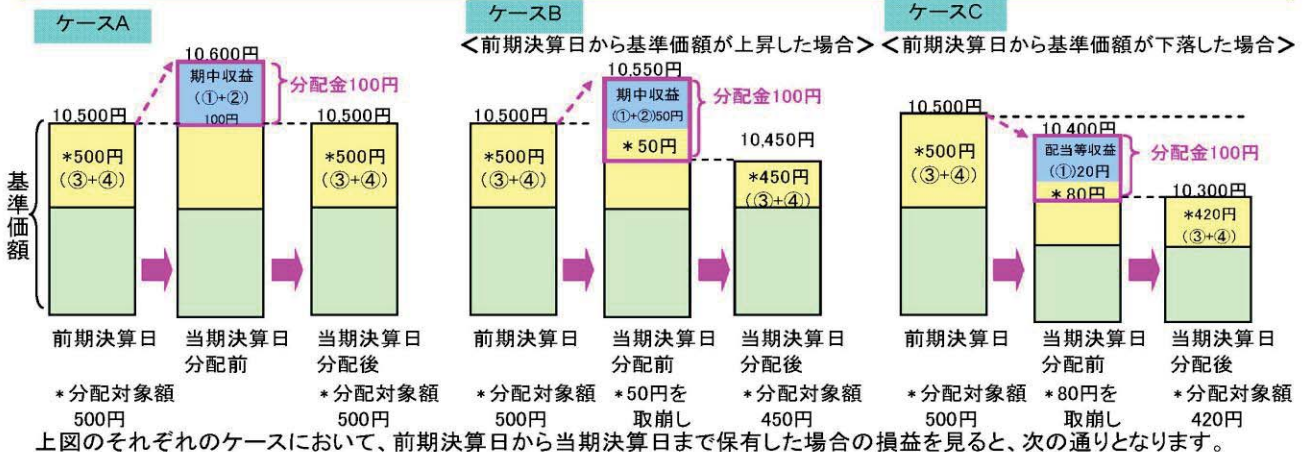 ケースA
ケースB
ケースC
<前期決算日から基準価額が上昇した場合>
<前期決算日から基準価額が下落した場合>
10,600円
期中収益
(①+②)
100円
分配金100円
10,500円
10,500円
*500円
(③+④)
*500円
(③+④)
基準価額
前期決算日
当期決算日
分配前
当期決算日
分配後
*分配対象額
500円
*分配対象額
500円
10,550円
期中収益
(①+②)50円
分配金100円
10,500円
*50円
10,450円
*500円
(③+④)
*450円
(③+④)
前期決算日
当期決算日
分配前
当期決算日
分配後
*分配対象額
500円
*50円を
取崩し
*分配対象額
450円
10,500円
10,400円
配当等収益
(①)20円
分配金100円
*500円
(③+④)
*80円
10,300円
*420円
(③+④)
前期決算日
当期決算日
分配前
当期決算日
分配後
*分配対象額
500円
*80円を
取崩し
*分配対象額
420円
上図のそれぞれのケースにおいて、前期決算日から当期決算日まで保有した場合の損益を見ると、次の通りとなります。